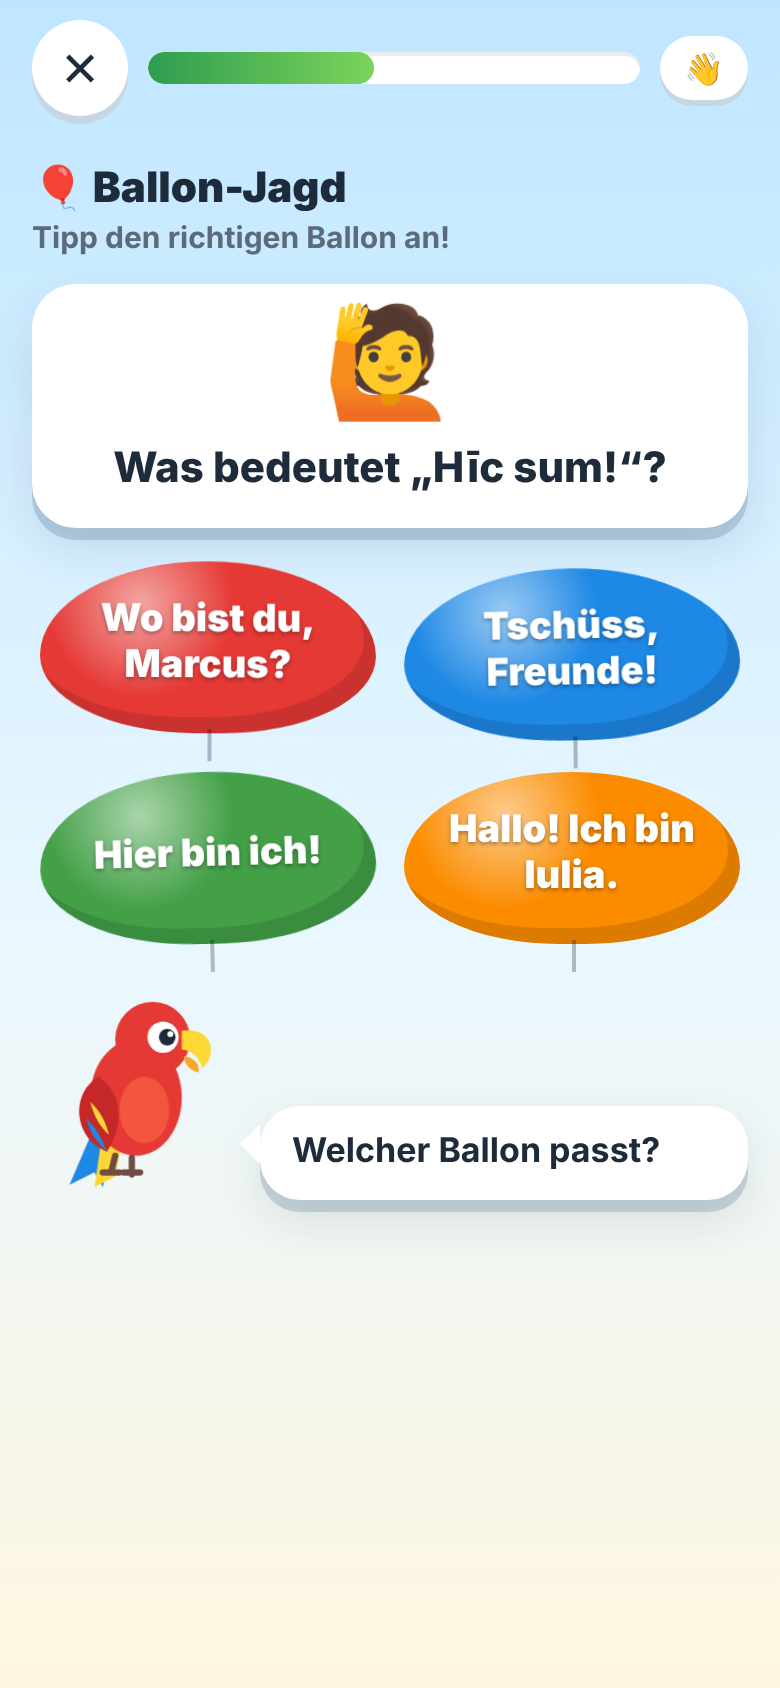 Ballon-Jagd
Tipp den richtigen Ballon an!
Was bedeutet „Hīc sum!“?
Wo bist du,
Marcus?
Tschüss,
Freunde!
Hier bin ich!
Hallo! Ich bin
Iulia.
Welcher Ballon passt?